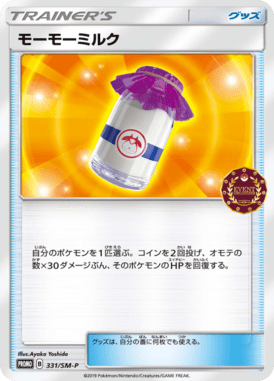 TRAINER'S
グッズ
モーモーミルク
EVENT
自分のポケモンを1匹選ぶ。コインを2回投げ、オモテの
数×30ダメージぶん、そのポケモンのHPを回復する。
Illus.Ayaka Yoshida
PROMO 331/SM-P
グッズは、自分の番に何枚でも使える。
©2019 Pokémon/Nintendo/Creatures/GAME FREAK.